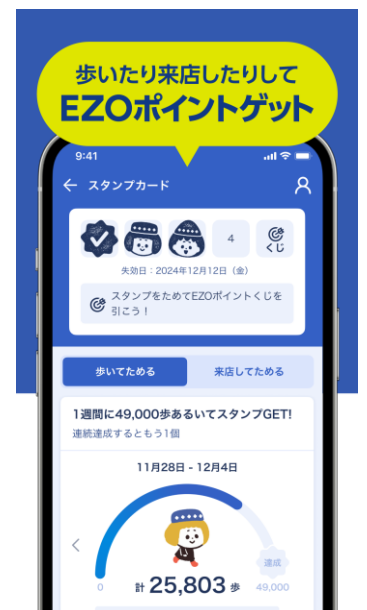 歩いたり来店したりして
EZOポイントゲット
9:41
スタンプカード
4
くじ
失効日：2024年12月12日（金）
スタンプをためてEZOポイントくじを
引こう！
歩いてためる
来店してためる
1週間に49,000歩あるいてスタンプGET!
連続達成するともう1個
11月28日 - 12月4日
達成
0
計 25,803 歩
49,000